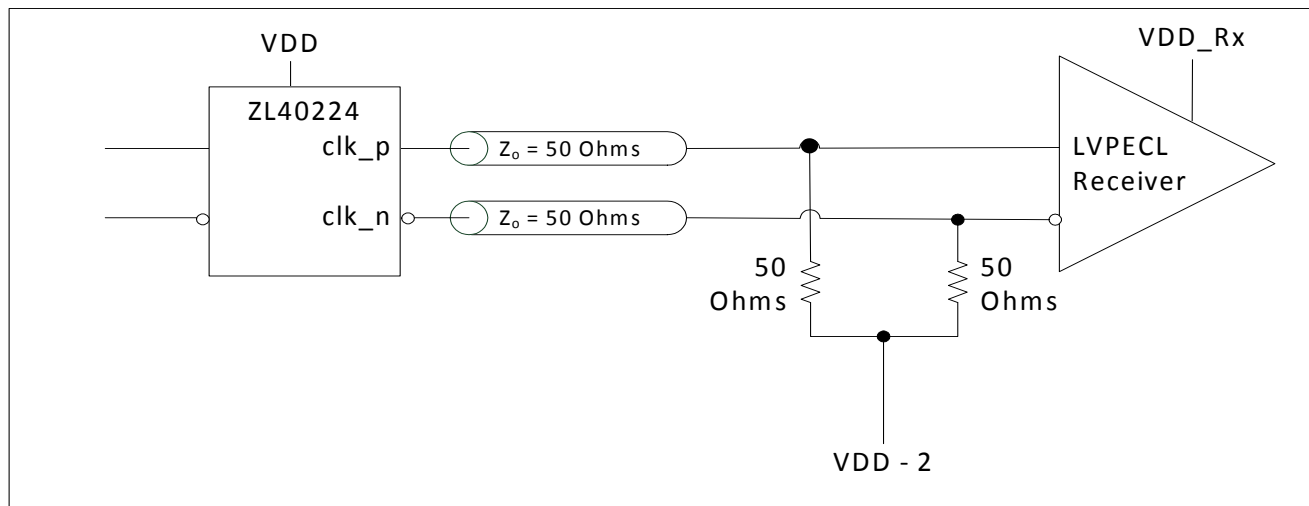 VDD
VDD_Rx
ZL40224
clk_p
Zₒ = 50 Ohms
LVPECL
Receiver
clk_n
Zₒ = 50 Ohms
50
Ohms
50
Ohms
VDD - 2